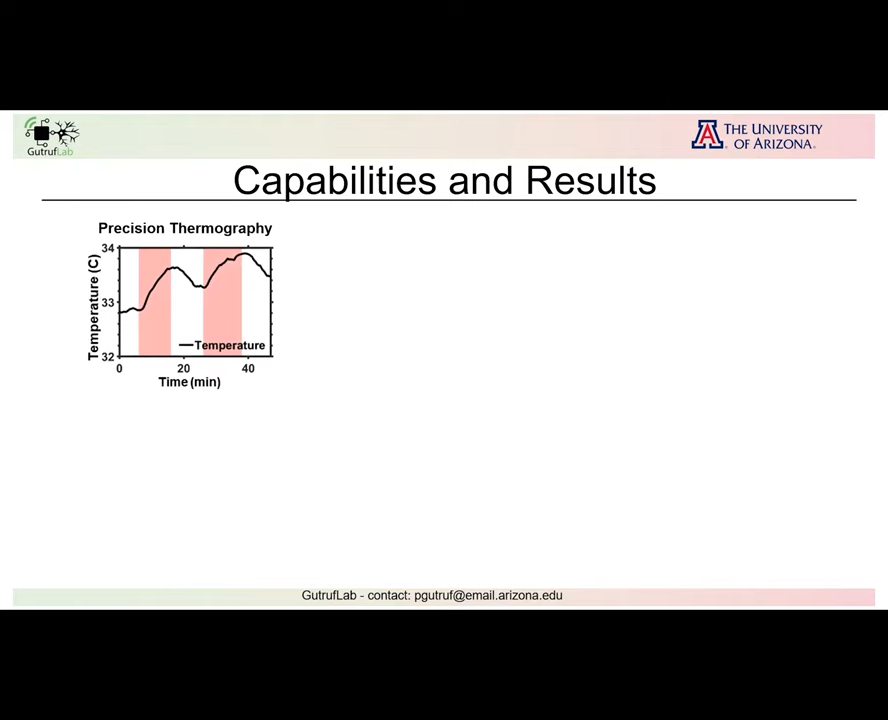 GutrufLab
THE UNIVERSITY
OF ARIZONA
Capabilities and Results
Precision Thermography
34
33
32
Temperature (C)
Temperature
0 20 40
Time (min)
GutrufLab - contact: pgutruf@email.arizona.edu